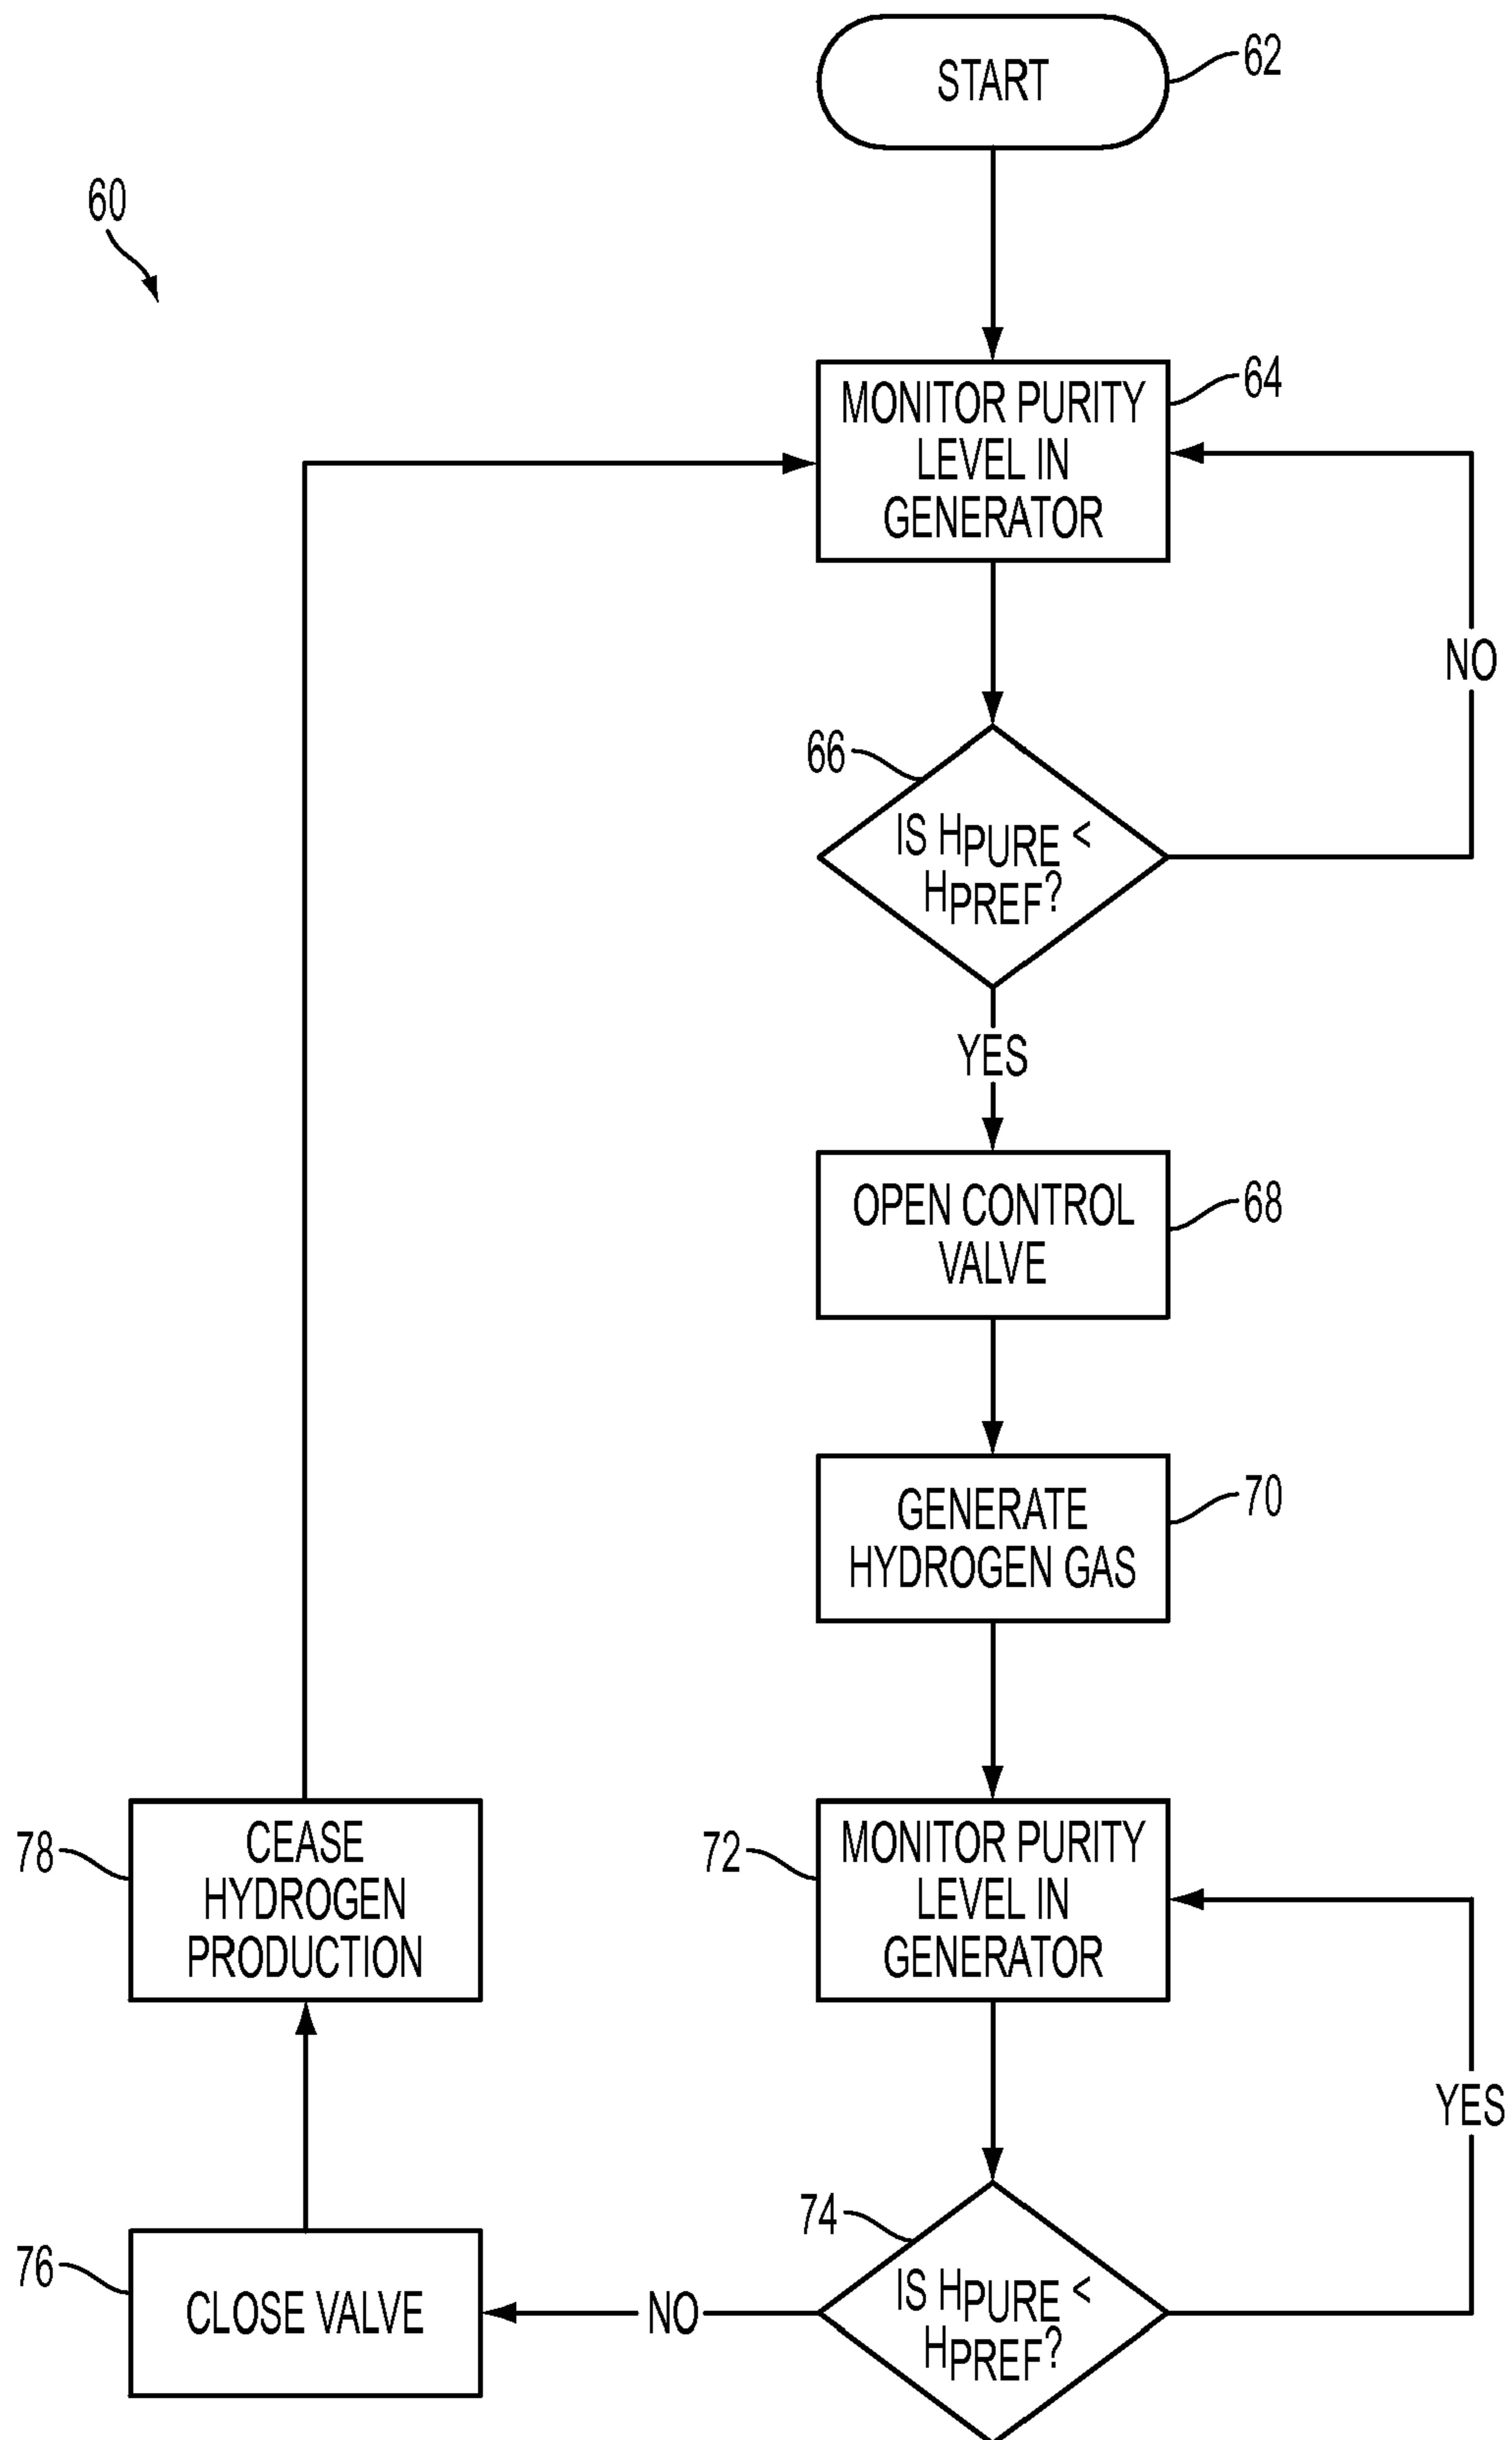 START
62
60
MONITOR PURITY
LEVEL IN
GENERATOR
64
NO
66
IS HPURE <
HPREF?
YES
OPEN CONTROL
VALVE
68
GENERATE
HYDROGEN GAS
70
78
CEASE
HYDROGEN
PRODUCTION
72
MONITOR PURITY
LEVEL IN
GENERATOR
YES
74
IS HPURE <
HPREF?
NO
76
CLOSE VALVE